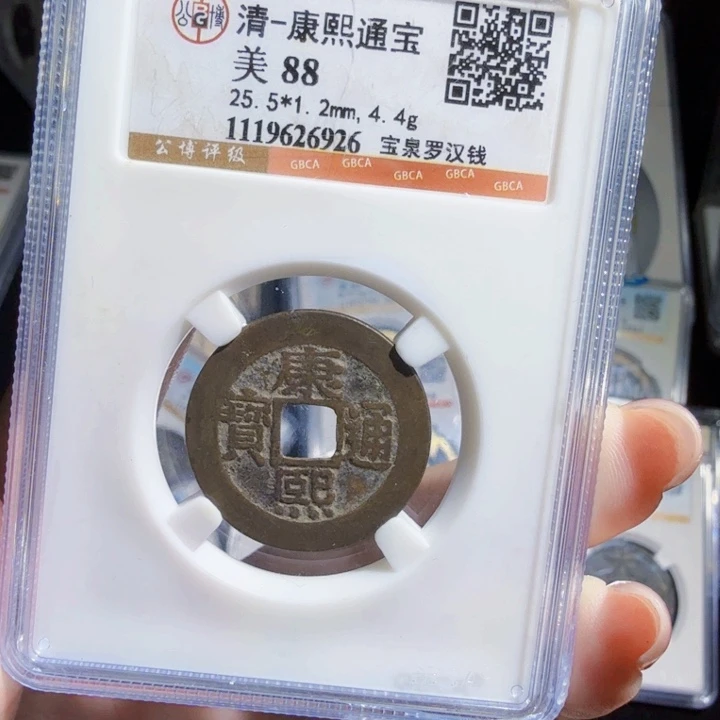 清-康熙通宝
美 88
25.5*1.2mm, 4.4g
1119626926 宝泉罗汉钱
公博评级 GBCA GBCA GBCA GBCA GBCA
康熙通寶